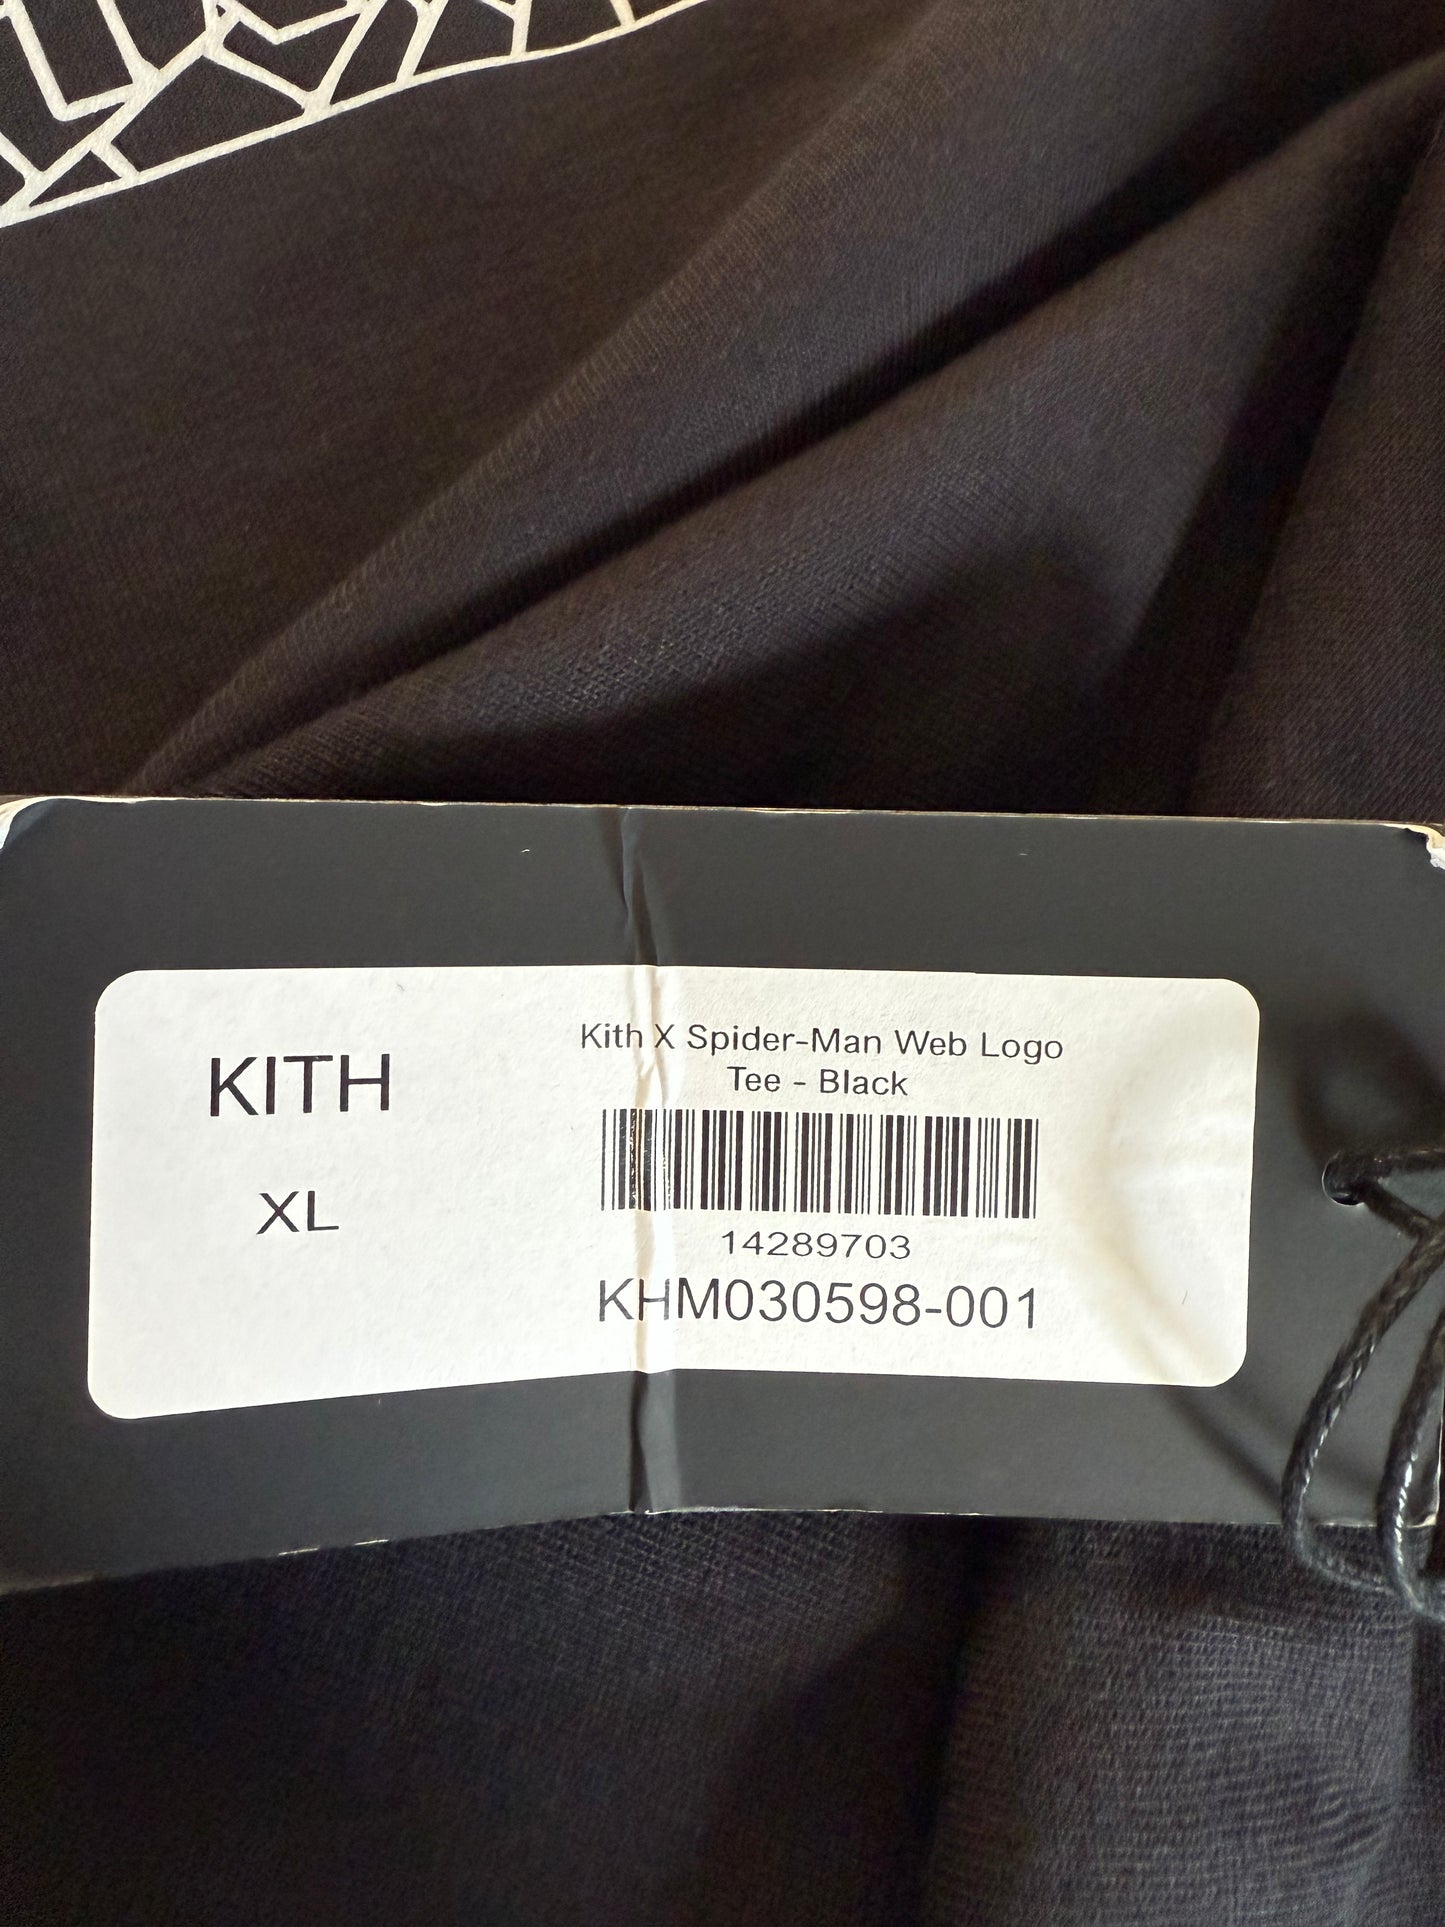 KITH
XL
Kith X Spider-Man Web Logo
Tee - Black
14289703
KHM030598-001